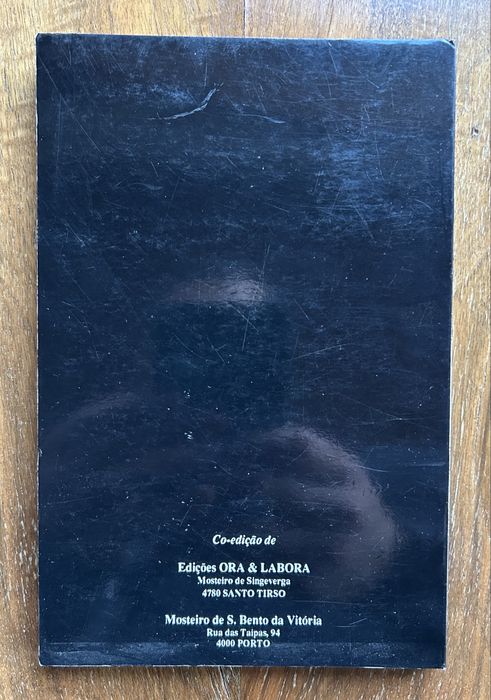 Co-edição de
Edições ORA & LABORA
Mosteiro de Singeverga
4780 SANTO TIRSO
Mosteiro de S. Bento da Vitória
Rua das Taipas, 94
4000 PORTO